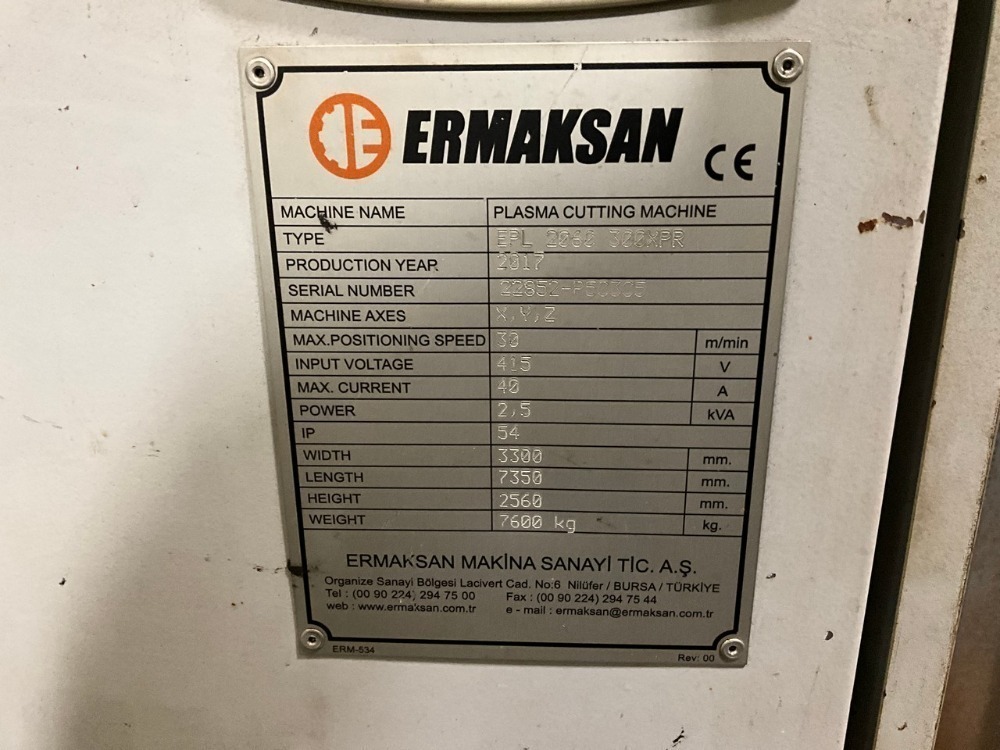 ERMAKSAN
CE
MACHINE NAME PLASMA CUTTING MACHINE
TYPE EPL 2060 300XPR
PRODUCTION YEAR 2017
SERIAL NUMBER
MACHINE AXES X,Y,Z
MAX.POSITIONING SPEED 30 m/min
INPUT VOLTAGE 415 V
MAX. CURRENT 40 A
POWER 2,5 kVA
IP 54
WIDTH 3300 mm.
LENGTH 7350 mm.
HEIGHT 2560 mm.
WEIGHT 7600 kg kg.
ERMAKSAN MAKİNA SANAYİ TİC. A.Ş.
Organize Sanayi Bölgesi Lacivert Cad. No:6 Nilüfer / BURSA / TÜRKİYE
Tel : (00 90 224) 294 75 00 Fax : (00 90 224) 294 75 44
web : www.ermaksan.com.tr e - mail : ermaksan@ermaksan.com.tr
ERM-534 Rev: 00